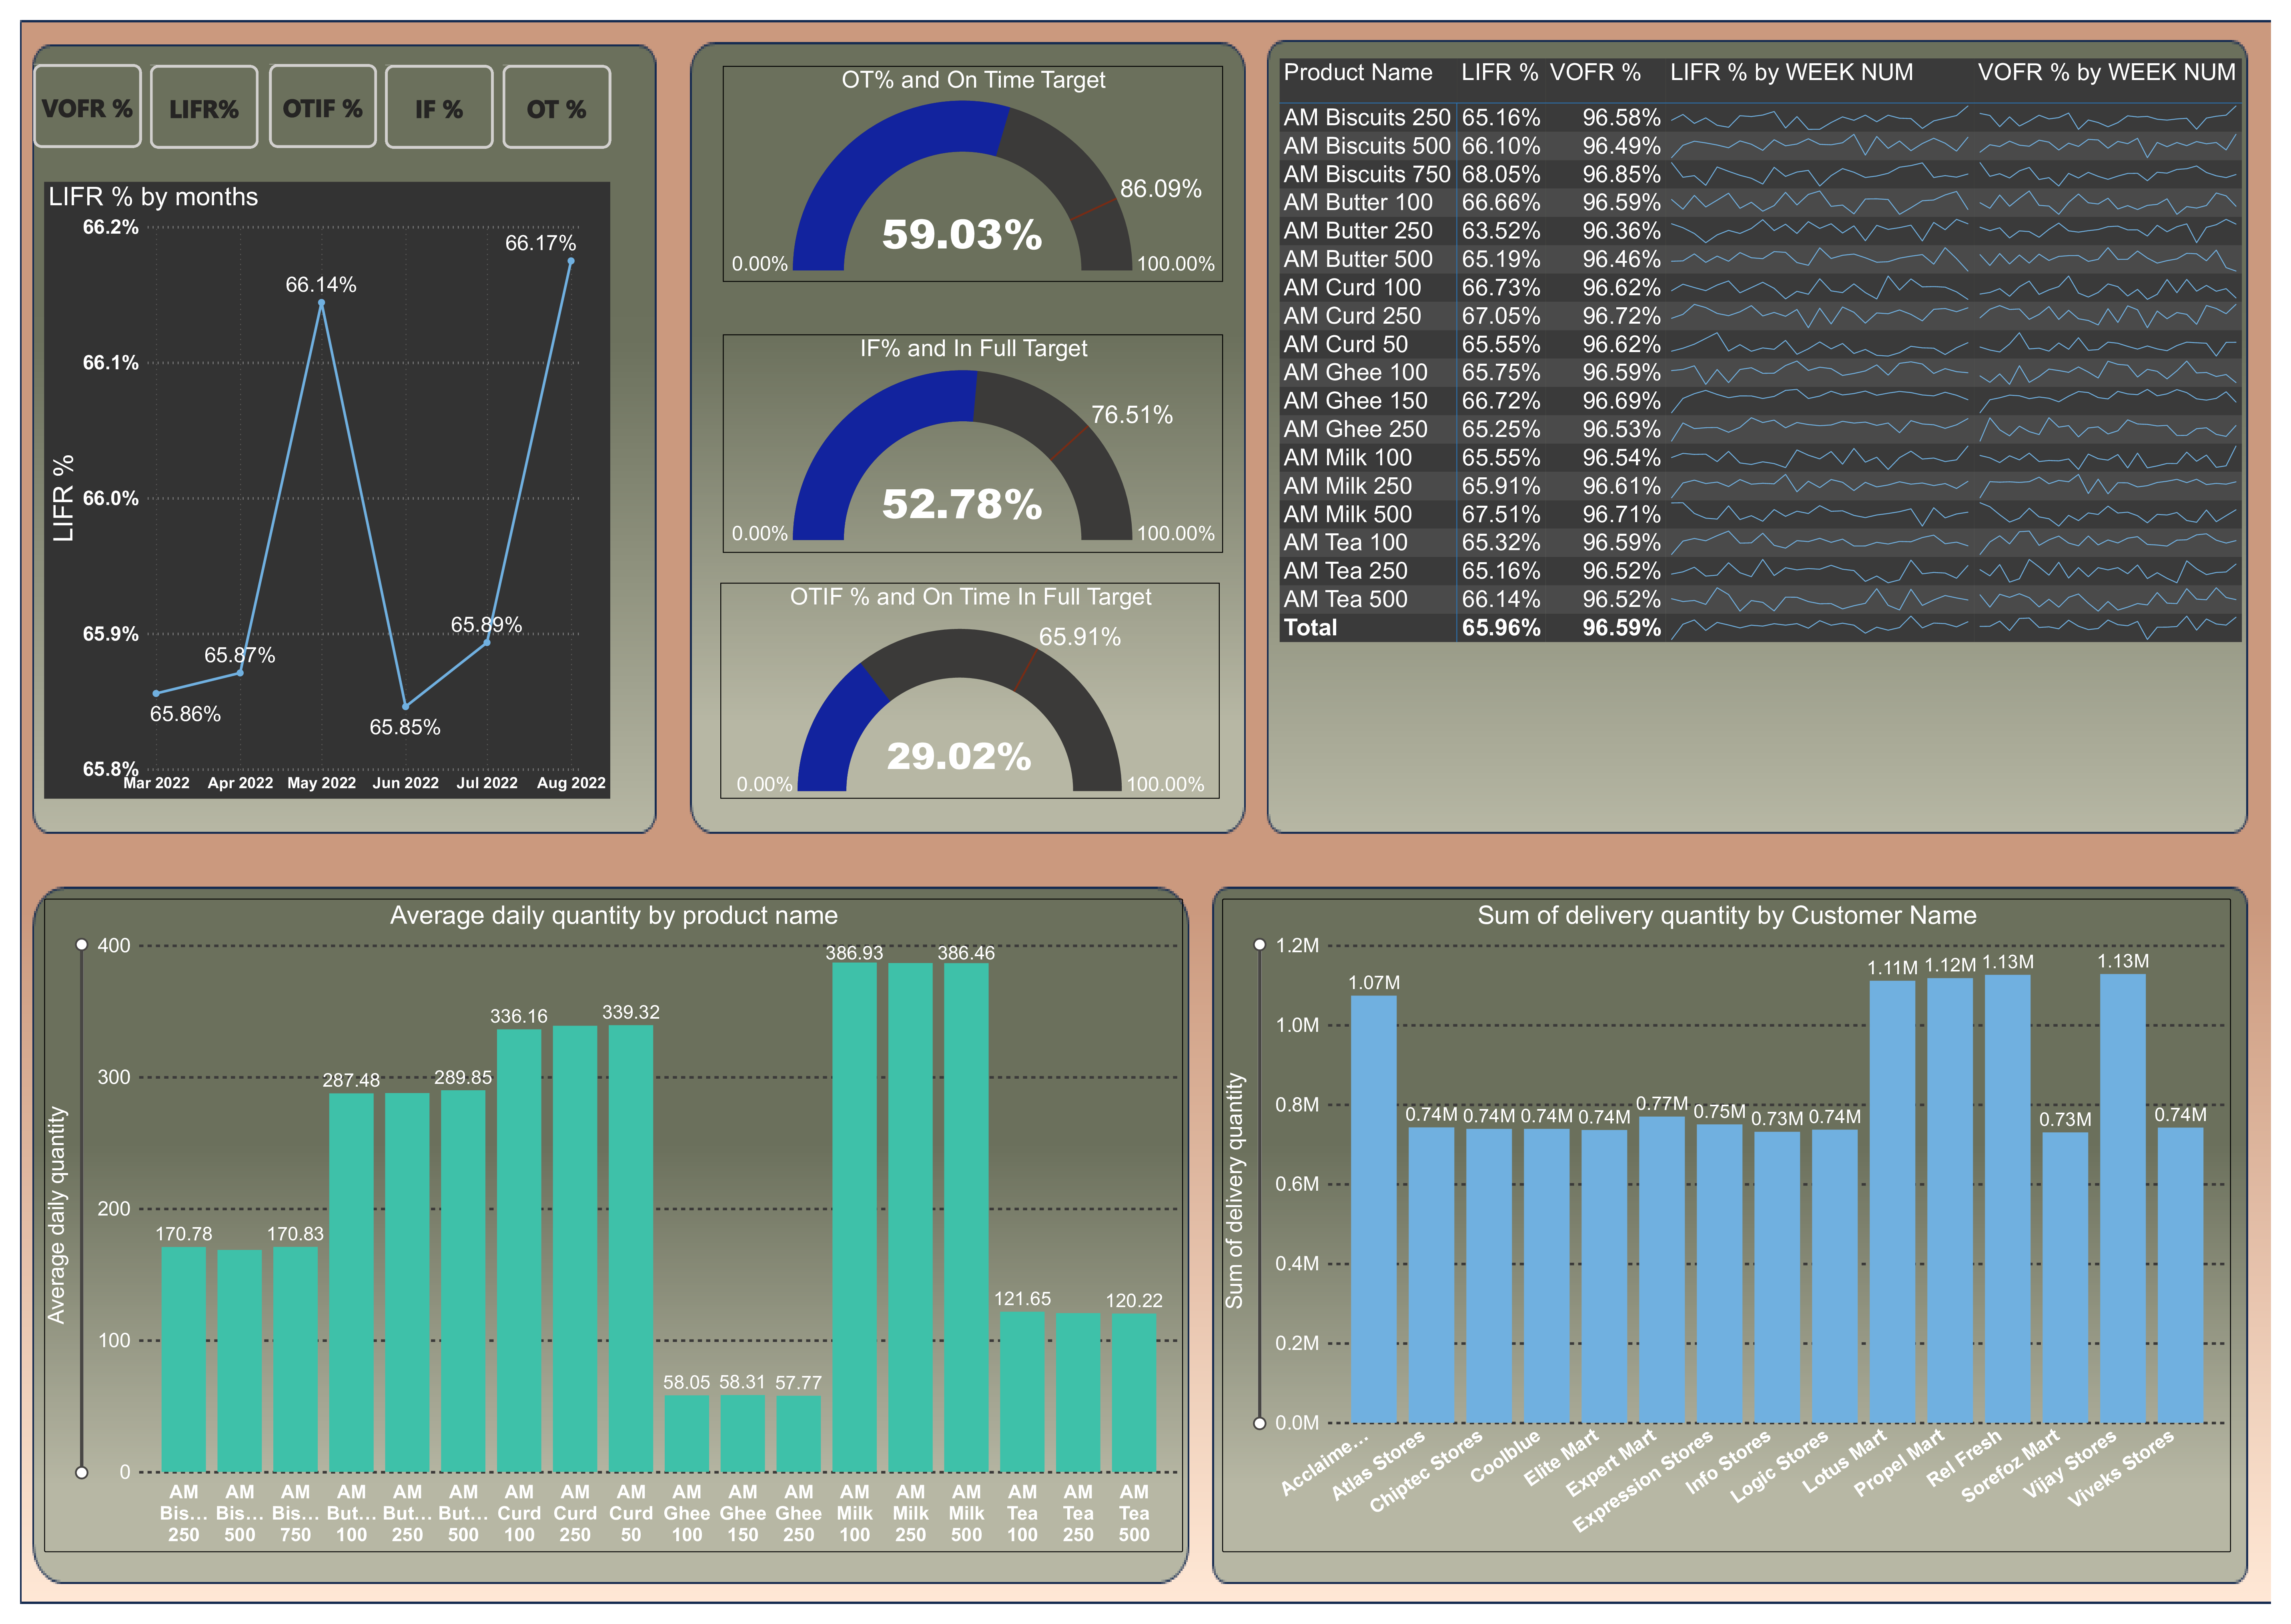 VOFR % LIFR% OTIF % IF % OT %
LIFR % by months
LIFR %
66.2%
66.1%
66.0%
65.9%
65.8%
65.86%
65.87%
66.14%
65.85%
65.89%
66.17%
Mar 2022 Apr 2022 May 2022 Jun 2022 Jul 2022 Aug 2022
OT% and On Time Target
86.09%
59.03%
0.00% 100.00%
IF% and In Full Target
76.51%
52.78%
0.00% 100.00%
OTIF % and On Time In Full Target
65.91%
29.02%
0.00% 100.00%
Product Name LIFR % VOFR % LIFR % by WEEK NUM VOFR % by WEEK NUM
AM Biscuits 250 65.16% 96.58%
AM Biscuits 500 66.10% 96.49%
AM Biscuits 750 68.05% 96.85%
AM Butter 100 66.66% 96.59%
AM Butter 250 63.52% 96.36%
AM Butter 500 65.19% 96.46%
AM Curd 100 66.73% 96.62%
AM Curd 250 67.05% 96.72%
AM Curd 50 65.55% 96.62%
AM Ghee 100 65.75% 96.59%
AM Ghee 150 66.72% 96.69%
AM Ghee 250 65.25% 96.53%
AM Milk 100 65.55% 96.54%
AM Milk 250 65.91% 96.61%
AM Milk 500 67.51% 96.71%
AM Tea 100 65.32% 96.59%
AM Tea 250 65.16% 96.52%
AM Tea 500 66.14% 96.52%
Total 65.96% 96.59%
Average daily quantity by product name
Average daily quantity
400
300
200
100
0
170.78 170.83 287.48 289.85 336.16 339.32 58.05 58.31 57.77 386.93 386.46 121.65 120.22
AM AM AM AM AM AM AM AM AM AM AM AM AM AM AM AM AM AM
Bis... Bis... Bis... But... But... But... Curd Curd Curd Ghee Ghee Ghee Milk Milk Milk Tea Tea Tea
250 500 750 100 250 500 100 250 50 100 150 250 100 250 500 100 250 500
Sum of delivery quantity by Customer Name
Sum of delivery quantity
1.2M
1.0M
0.8M
0.6M
0.4M
0.2M
0.0M
1.07M 0.74M 0.74M 0.74M 0.74M 0.77M 0.75M 0.73M 0.74M 1.11M 1.12M 1.13M 0.73M 1.13M 0.74M
Acclaime...
Atlas Stores
Chiptec Stores
Coolblue
Elite Mart
Expert Mart
Expression Stores
Info Stores
Logic Stores
Lotus Mart
Propel Mart
Rel Fresh
Sorefoz Mart
Vijay Stores
Viveks Stores